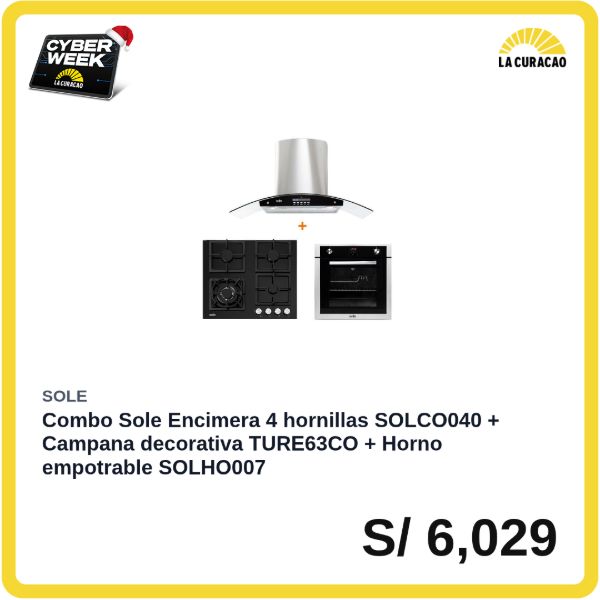 CYBER
WEEK
LA CURACAO
LA CURACAO
SOLE
Combo Sole Encimera 4 hornillas SOLCO040 +
Campana decorativa TURE63CO + Horno
empotrable SOLHO007
S/ 6,029